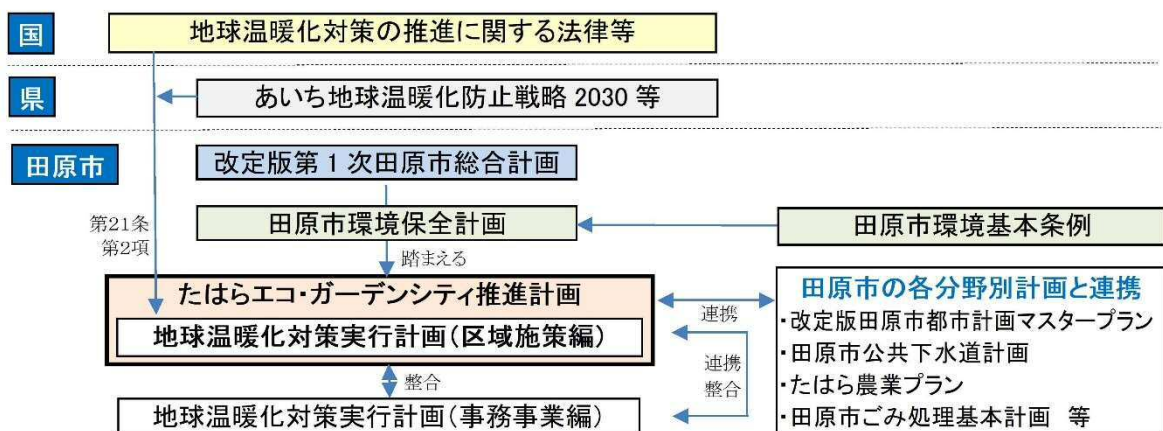 国
地球温暖化対策の推進に関する法律等
県
あいち地球温暖化防止戦略 2030 等
田原市
改定版第 1 次田原市総合計画
第21条
第2項
田原市環境保全計画
田原市環境基本条例
踏まえる
たはらエコ・ガーデンシティ推進計画
地球温暖化対策実行計画(区域施策編)
連携
田原市の各分野別計画と連携
・改定版田原市都市計画マスタープラン
・田原市公共下水道計画
・たはら農業プラン
・田原市ごみ処理基本計画 等
連携
整合
整合
地球温暖化対策実行計画(事務事業編)